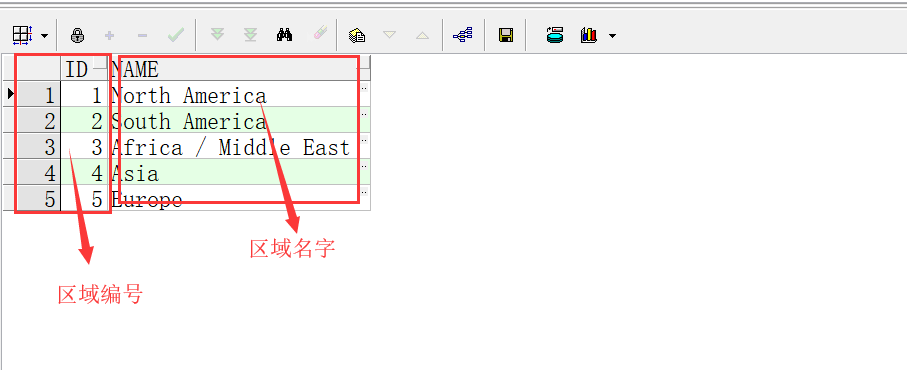 ID NAME
1 1 North America
2 2 South America
3 3 Africa / Middle East
4 4 Asia
5 5 Europe
区域名字
区域编号